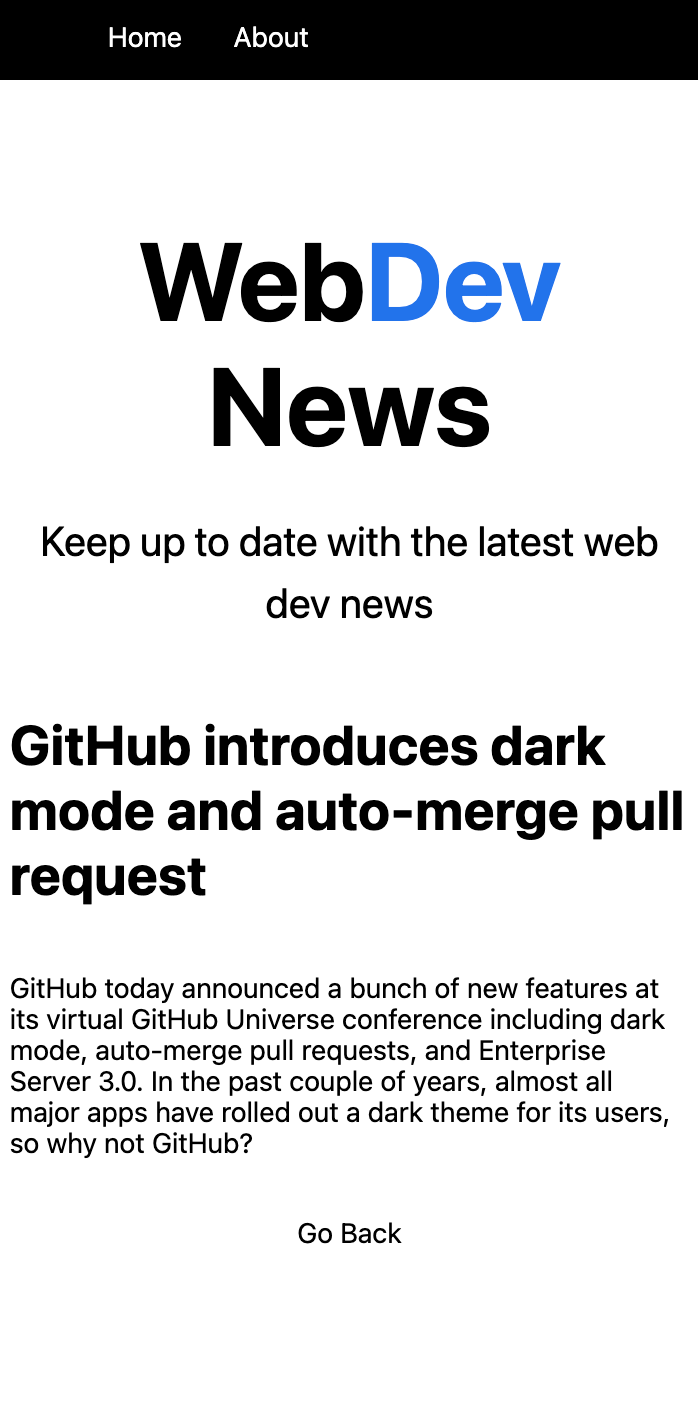 Home About
WebDev
News
Keep up to date with the latest web
dev news
GitHub introduces dark
mode and auto-merge pull
request
GitHub today announced a bunch of new features at
its virtual GitHub Universe conference including dark
mode, auto-merge pull requests, and Enterprise
Server 3.0. In the past couple of years, almost all
major apps have rolled out a dark theme for its users,
so why not GitHub?
Go Back